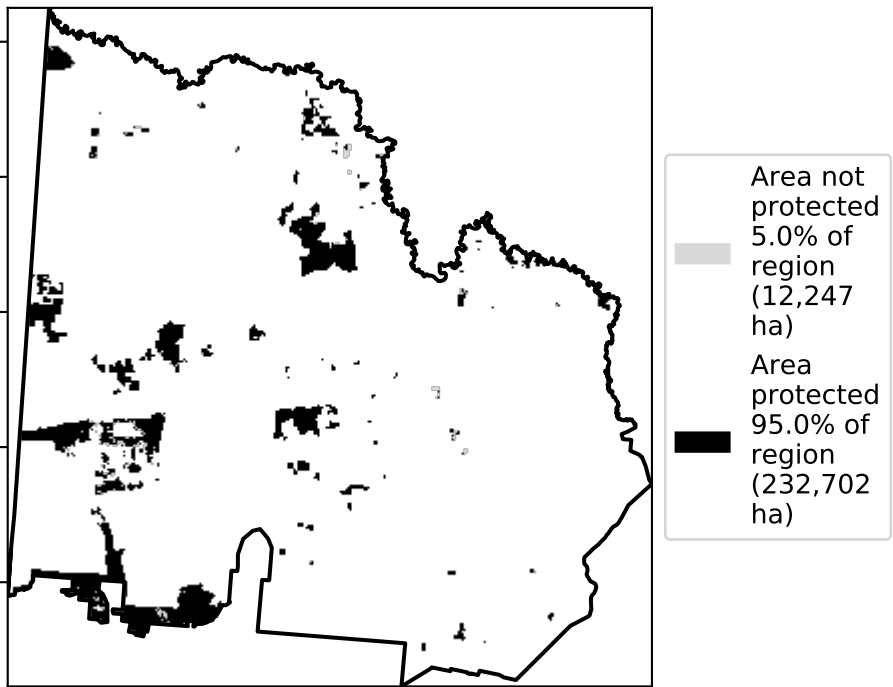 Area not
protected
5.0% of
region
(12,247
ha)
Area
protected
95.0% of
region
(232,702
ha)